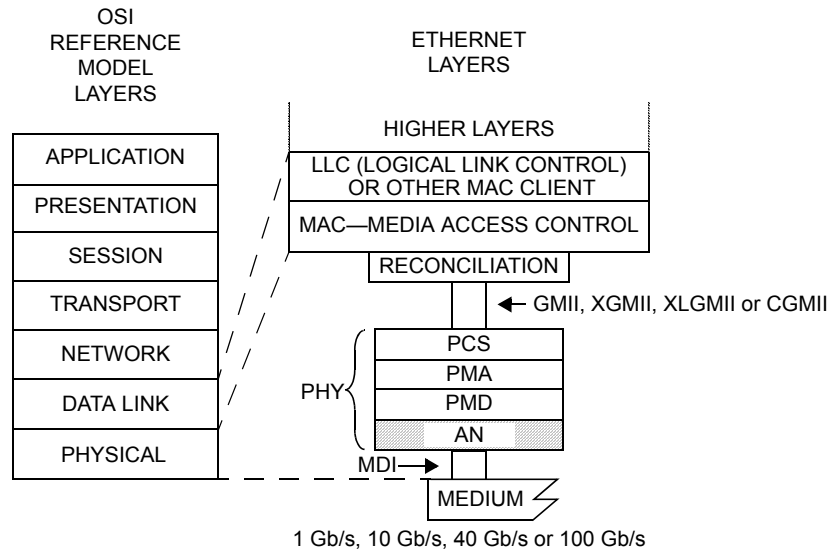 OSI
REFERENCE
MODEL
LAYERS
ETHERNET
LAYERS
APPLICATION
PRESENTATION
SESSION
TRANSPORT
NETWORK
DATA LINK
PHYSICAL
HIGHER LAYERS
LLC (LOGICAL LINK CONTROL)
OR OTHER MAC CLIENT
MAC—MEDIA ACCESS CONTROL
RECONCILIATION
GMII, XGMII, XLGMII or CGMII
PHY
PCS
PMA
PMD
AN
MDI
MEDIUM
1 Gb/s, 10 Gb/s, 40 Gb/s or 100 Gb/s